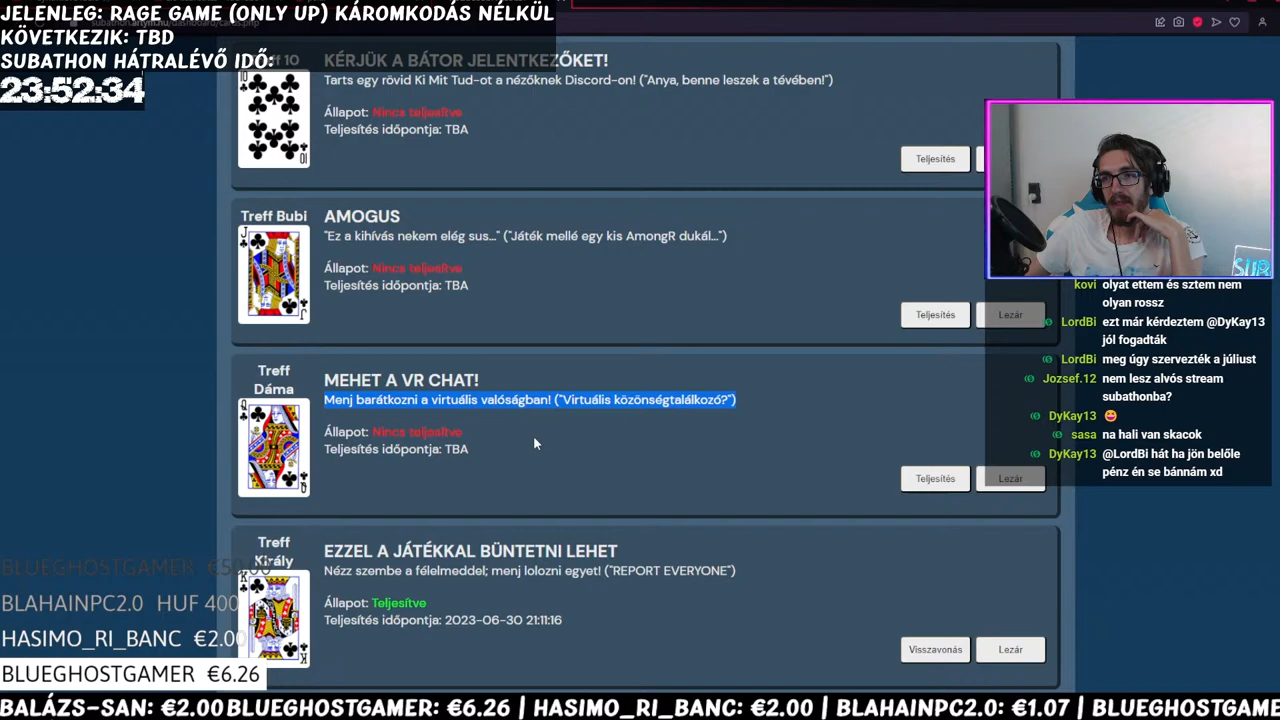 JELENLEG: RAGE GAME (ONLY UP) KÁROMKODÁS NÉLKÜL
KÖVETKEZIK: TBD
SUBATHON HÁTRALÉVŐ IDŐ:
23:52:34
10
KÉRJÜK A BÁTOR JELENTKEZŐKET!
Tarts egy rövid Ki Mit Tud-ot a nézőknek Discord-on! ("Anya, benne leszek a tévében!")
Állapot: Nincs teljesítve
Teljesítés időpontja: TBA
Teljesítés
Treff Bubi
AMOGUS
"Ez a kihívás nekem elég sus..." ("Játék mellé egy kis AmongR dukál...")
Állapot: Nincs teljesítve
Teljesítés időpontja: TBA
Teljesítés
Lezár
Treff
Dáma
MEHET A VR CHAT!
Menj barátkozni a virtuális valóságban! ("Virtuális közönségtalálkozó?")
Állapot: Nincs teljesítve
Teljesítés időpontja: TBA
Teljesítés
Lezár
Treff
Király
EZZEL A JÁTÉKKAL BÜNTETNI LEHET
Nézz szembe a félelmeddel; menj lolozni egyet! ("REPORT EVERYONE")
Állapot: Teljesítve
Teljesítés időpontja: 2023-06-30 21:11:16
Visszavonás
Lezár
SUB
kovi olyat ettem és sztem nem
olyan rossz
LordBi ezt már kérdeztem @DyKay13
jól fogadták
LordBi meg úgy szervezték a júliust
Jozsef.12 nem lesz alvós stream
subathonba?
DyKay13 😄
sasa na hali van skacok
DyKay13 @LordBi hát ha jön belőle
pénz én se bánnám xd
BLUEGHOSTGAMER €50.00
BLAHAINPC2.0 HUF 400
HASIMO_RI_BANC €2.00
BLUEGHOSTGAMER €6.26
BALÁZS-SAN: €2.00 BLUEGHOSTGAMER: €6.26 | HASIMO_RI_BANC: €2.00 | BLAHAINPC2.0: €1.07 | BLUEGHOSTGAME